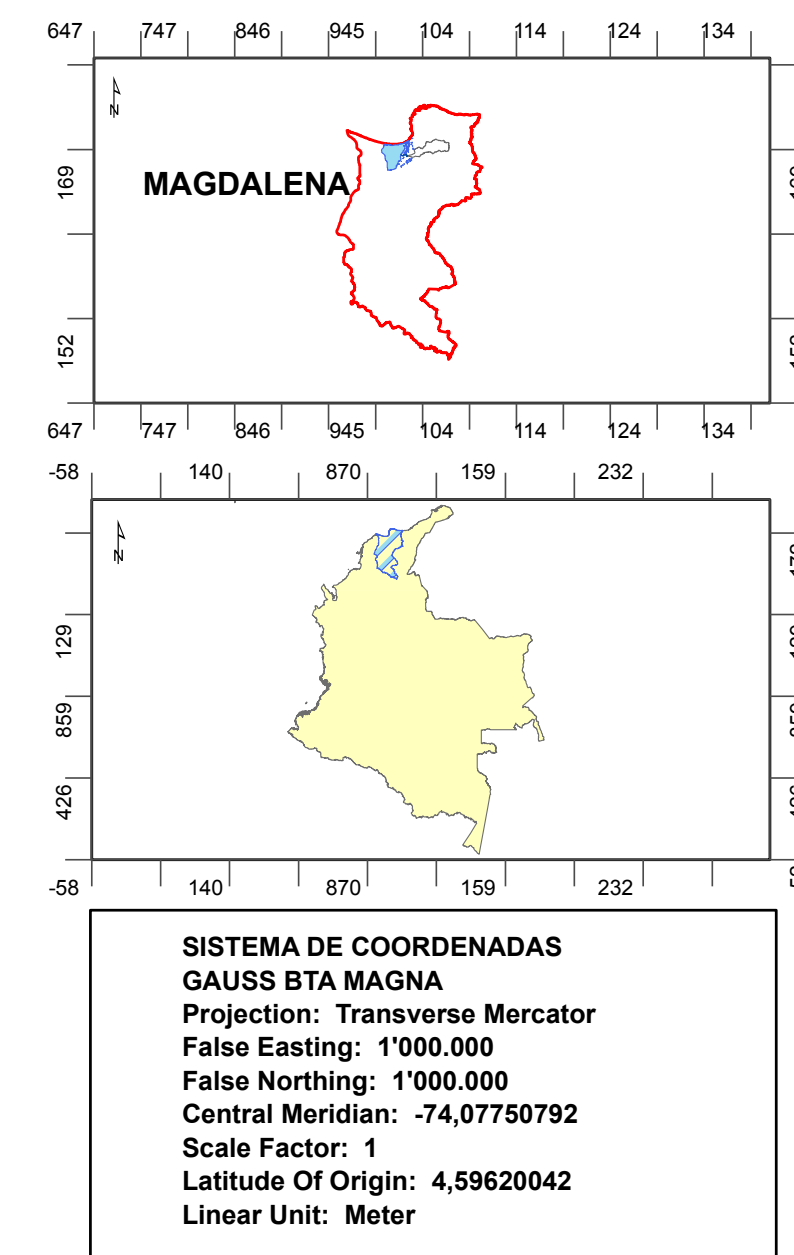 647 747 846 945 104 114 124 134
N
MAGDALENA
169
152
647 747 846 945 104 114 124 134
-58 140 870 159 232
N
129
859
426
-58 140 870 159 232
SISTEMA DE COORDENADAS
GAUSS BTA MAGNA
Projection: Transverse Mercator
False Easting: 1'000.000
False Northing: 1'000.000
Central Meridian: -74,07750792
Scale Factor: 1
Latitude Of Origin: 4,59620042
Linear Unit: Meter